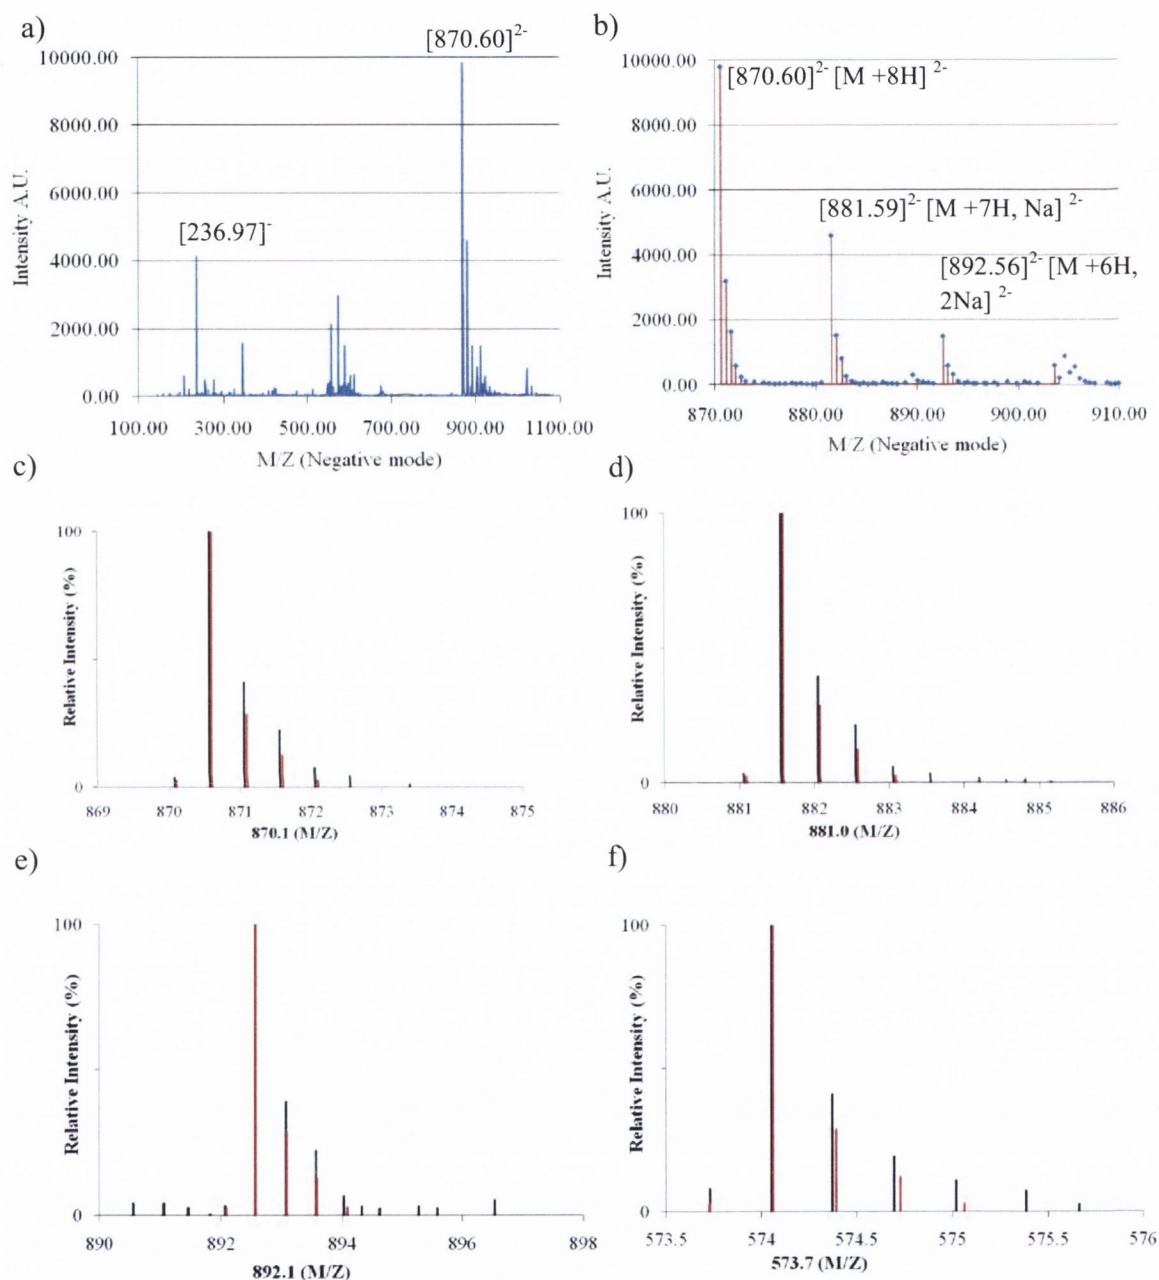 a)
[870.60]2-
10000.00
8000.00
6000.00
4000.00
2000.00
0.00
[236.97]-
Intensity A.U.
100.00 300.00 500.00 700.00 900.00 1100.00
M/Z (Negative mode)
b)
10000.00
8000.00
6000.00
4000.00
2000.00
0.00
[870.60]2- [M +8H] 2-
[881.59]2- [M +7H, Na] 2-
[892.56]2- [M +6H,
2Na] 2-
Intensity A.U.
870.00 880.00 890.00 900.00 910.00
M/Z (Negative mode)
c)
100
0
Relative Intensity (%)
869 870 871 872 873 874 875
870.1 (M/Z)
d)
100
0
Relative Intensity (%)
880 881 882 883 884 885 886
881.0 (M/Z)
e)
100
0
Relative Intensity (%)
890 892 894 896 898
892.1 (M/Z)
f)
100
0
Relative Intensity (%)
573.5 574 574.5 575 575.5 576
573.7 (M/Z)